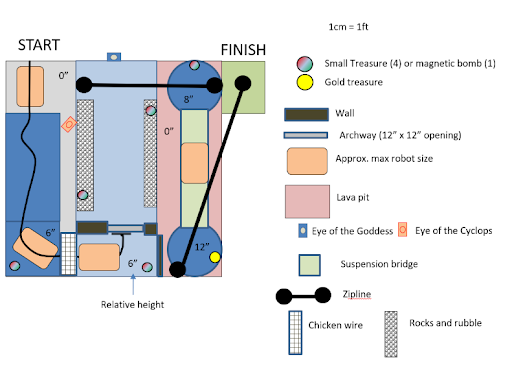 1cm = 1ft
START
FINISH
0”
8”
0”
6”
12”
6”
Relative height
Small Treasure (4) or magnetic bomb (1)
Gold treasure
Wall
Archway (12” x 12” opening)
Approx. max robot size
Lava pit
Eye of the Goddess
Eye of the Cyclops
Suspension bridge
Zipline
Chicken wire
Rocks and rubble